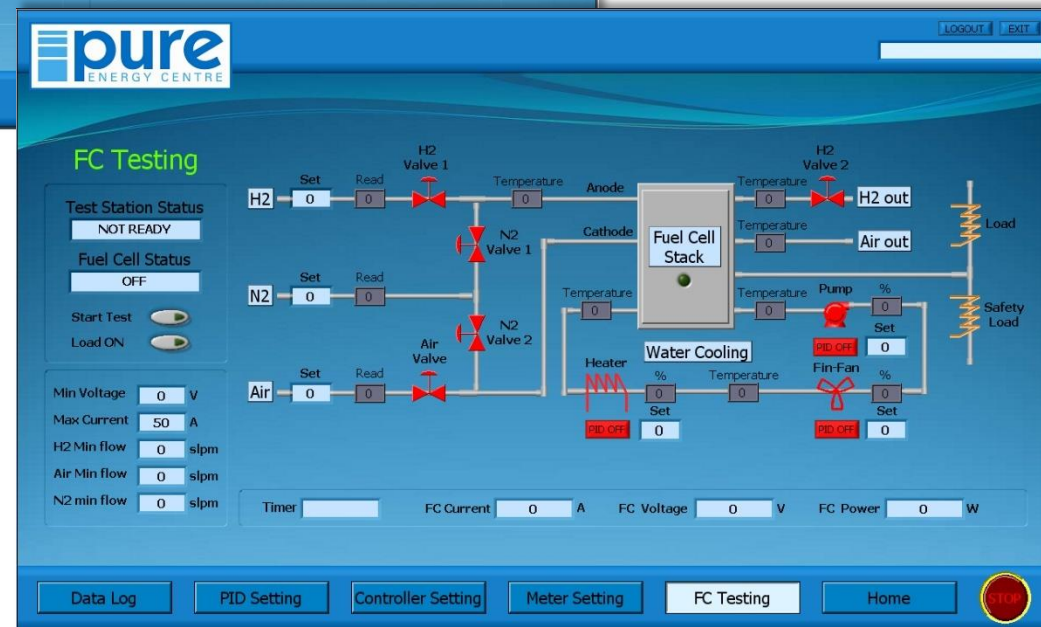 pure
ENERGY CENTRE
LOGOUT
EXIT
FC Testing
Test Station Status
NOT READY
Fuel Cell Status
OFF
Start Test
Load ON
Min Voltage 0 V
Max Current 50 A
H2 Min flow 0 slpm
Air Min flow 0 slpm
N2 min flow 0 slpm
H2
Valve 1
H2
Valve 2
Set Read Temperature Anode Temperature
H2 0 0 0 0 H2 out
Cathode
Fuel Cell
Stack
Temperature
0 Air out
Load
N2
Valve 1
Set Read
N2 0 0
N2
Valve 2
Temperature
0
Temperature
0
Pump
%
0
Set
PID OFF 0
Safety
Load
Water Cooling
Air
Valve
Set Read
Air 0 0
Heater
%
0
Set
PID OFF 0
Temperature
0
Fin-Fan
%
0
Set
PID OFF 0
Timer FC Current 0 A FC Voltage 0 V FC Power 0 W
Data Log PID Setting Controller Setting Meter Setting FC Testing Home STOP